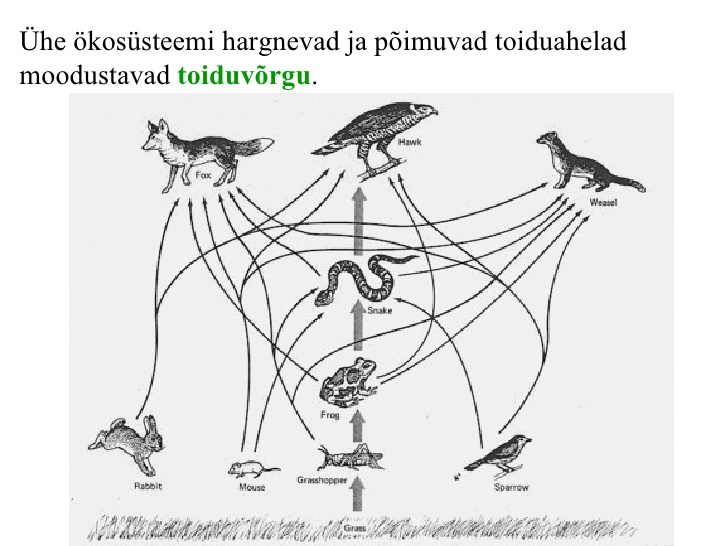 Ühe ökosüsteemi hargnevad ja põimuvad toiduahelad
moodustavad toiduvõrgu.
Hawk
Fox
Weasel
Snake
Frog
Grasshopper
Rabbit
Mouse
Sparrow
Grass